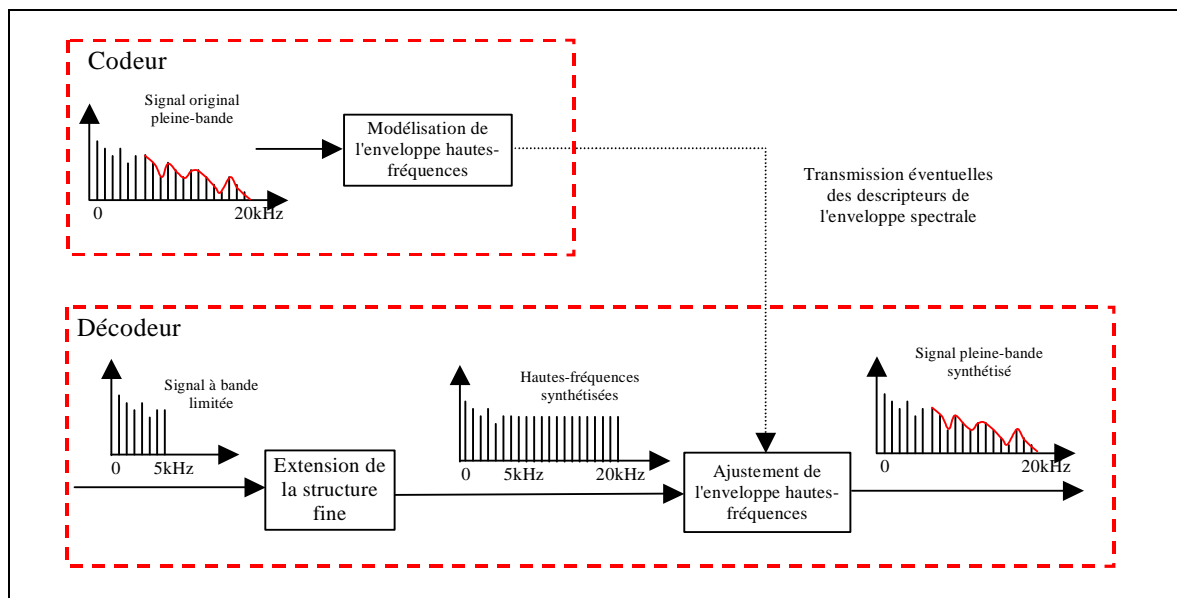 Codeur
Signal original
pleine-bande
0
20kHz
Modélisation de
l'enveloppe hautes-
fréquences
Transmission éventuelles
des descripteurs de
l'enveloppe spectrale
Décodeur
Signal à bande
limitée
0
5kHz
Extension de
la structure
fine
Hautes-fréquences
synthétisées
0
5kHz
20kHz
Ajustement de
l'enveloppe hautes-
fréquences
Signal pleine-bande
synthétisé
0
20kHz